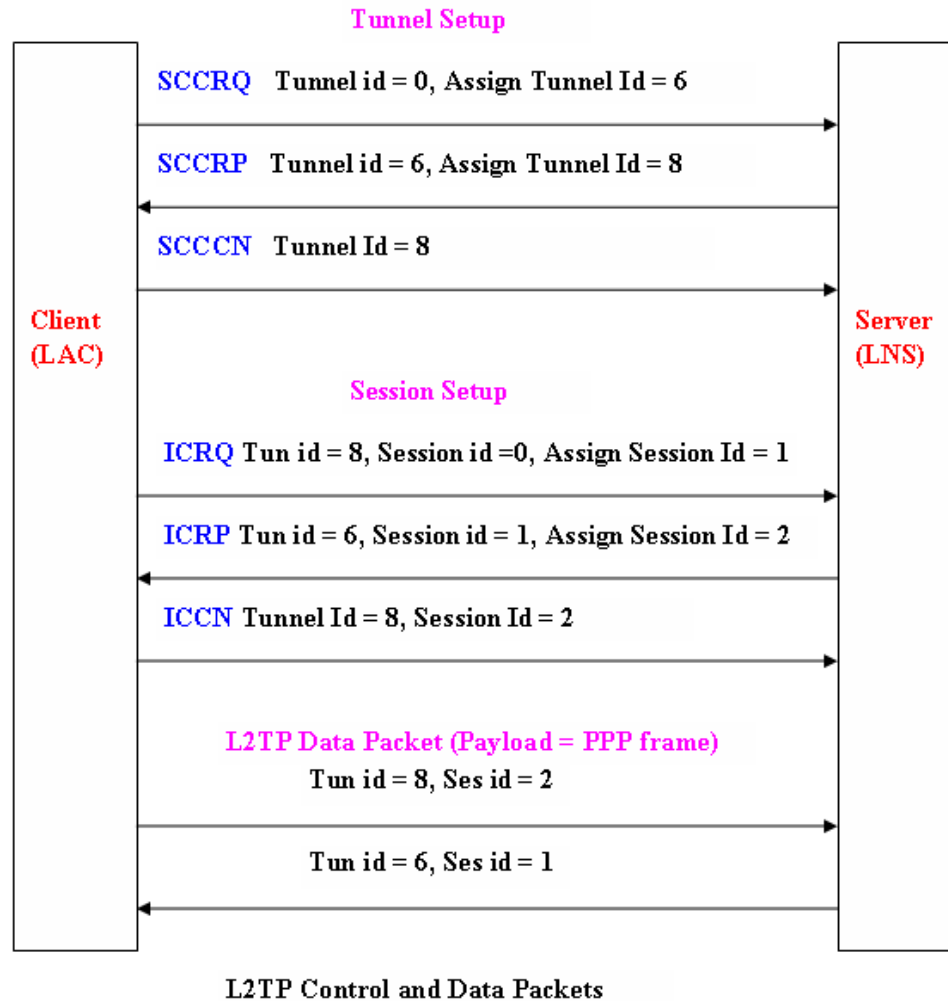 Tunnel Setup
SCCRQ Tunnel id = 0, Assign Tunnel Id = 6
SCCRP Tunnel id = 6, Assign Tunnel Id = 8
SCCCN Tunnel Id = 8
Client
(LAC)
Server
(LNS)
Session Setup
ICRQ Tun id = 8, Session id =0, Assign Session Id = 1
ICRP Tun id = 6, Session id = 1, Assign Session Id = 2
ICCN Tunnel Id = 8, Session Id = 2
L2TP Data Packet (Payload = PPP frame)
Tun id = 8, Ses id = 2
Tun id = 6, Ses id = 1
L2TP Control and Data Packets